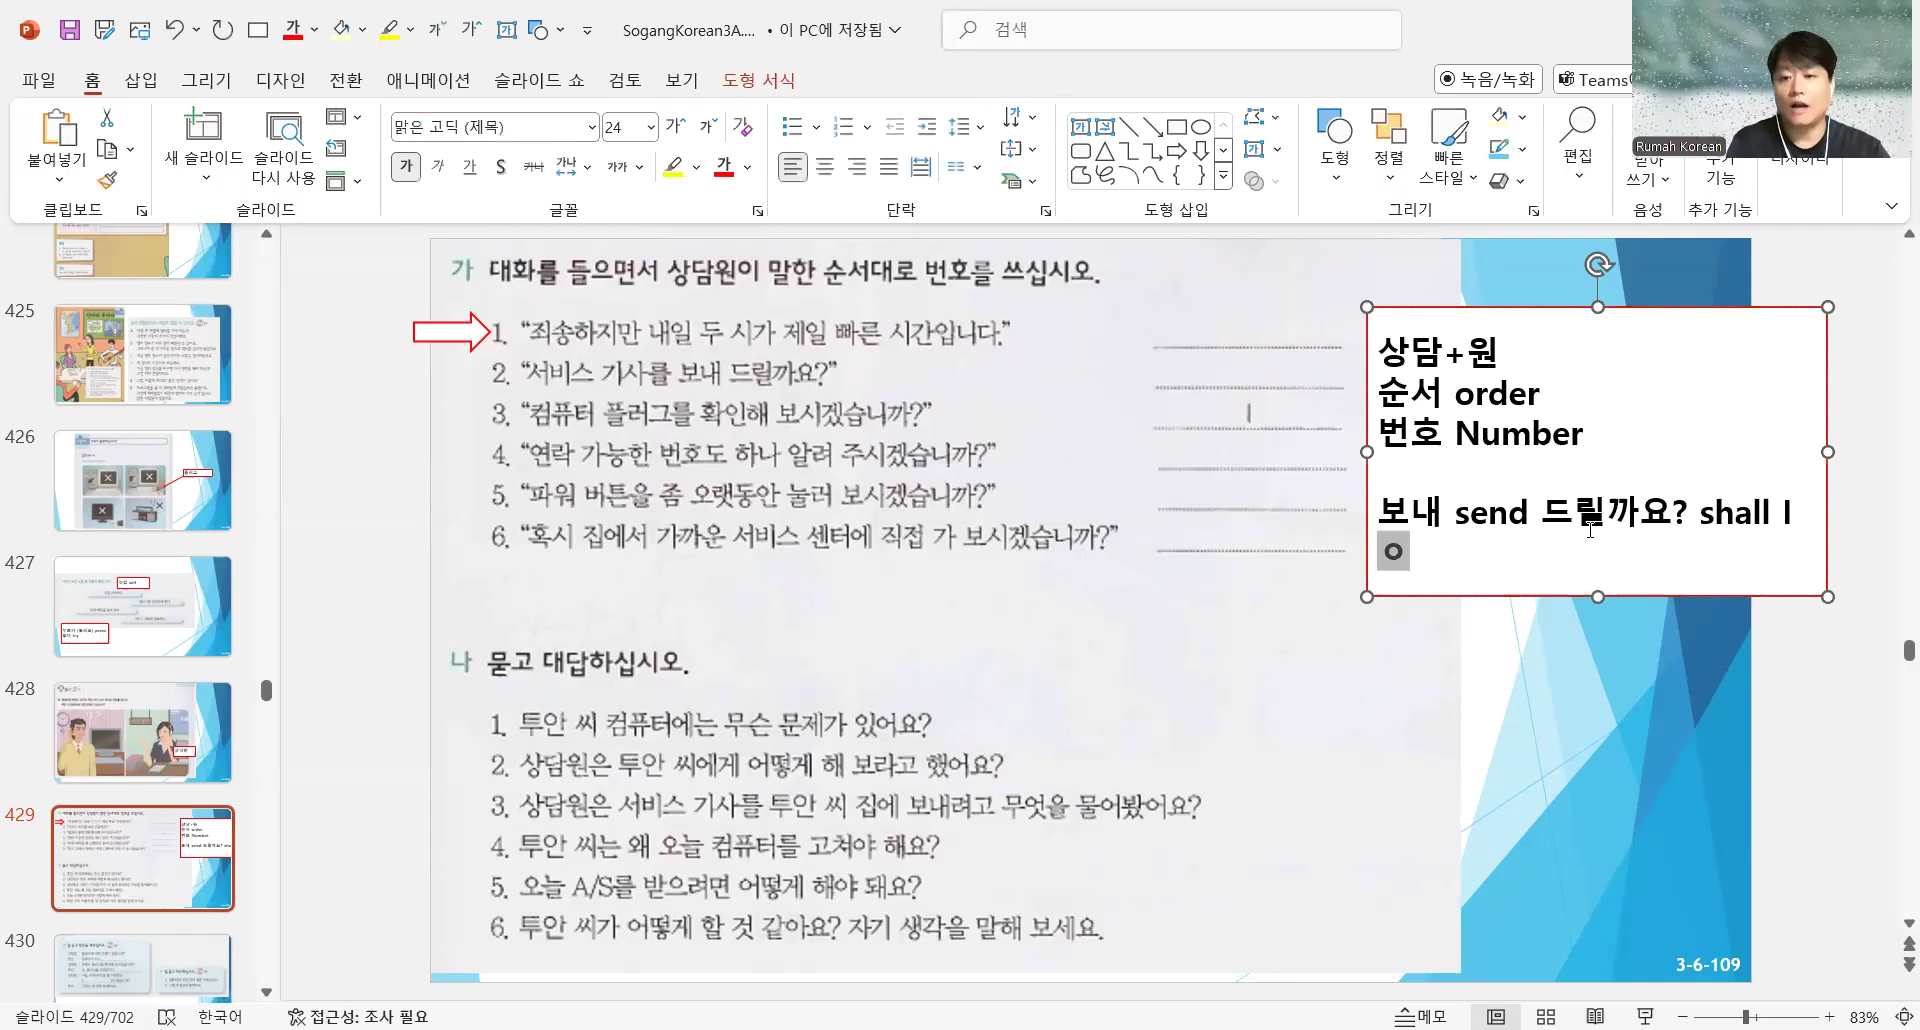 SogangKorean3A.... • 이 PC에 저장됨
검색
파일 홈 삽입 그리기 디자인 전환 애니메이션 슬라이드 쇼 검토 보기 도형 서식
녹음/녹화
Teams
Rumah Korean
붙여넣기
새 슬라이드
슬라이드 다시 사용
맑은 고딕 (제목)
24
도형
정렬
빠른 스타일
편집
쓰기
기능
클립보드
슬라이드
글꼴
단락
도형 삽입
그리기
음성
추가 기능
425
426
427
428
429
430
가 대화를 들으면서 상담원이 말한 순서대로 번호를 쓰십시오.
1. “죄송하지만 내일 두 시가 제일 빠른 시간입니다.”
2. “서비스 기사를 보내 드릴까요?”
3. “컴퓨터 플러그를 확인해 보시겠습니까?” 1
4. “연락 가능한 번호도 하나 알려 주시겠습니까?”
5. “파워 버튼을 좀 오랫동안 눌러 보시겠습니까?”
6. “혹시 집에서 가까운 서비스 센터에 직접 가 보시겠습니까?”
상담+원
순서 order
번호 Number
보내 send 드릴까요? shall I
ㅇ
나 묻고 대답하십시오.
1. 투안 씨 컴퓨터에는 무슨 문제가 있어요?
2. 상담원은 투안 씨에게 어떻게 해 보라고 했어요?
3. 상담원은 서비스 기사를 투안 씨 집에 보내려고 무엇을 물어봤어요?
4. 투안 씨는 왜 오늘 컴퓨터를 고쳐야 해요?
5. 오늘 A/S를 받으려면 어떻게 해야 돼요?
6. 투안 씨가 어떻게 할 것 같아요? 자기 생각을 말해 보세요.
3-6-109
슬라이드 429/702
한국어
접근성: 조사 필요
메모
83%